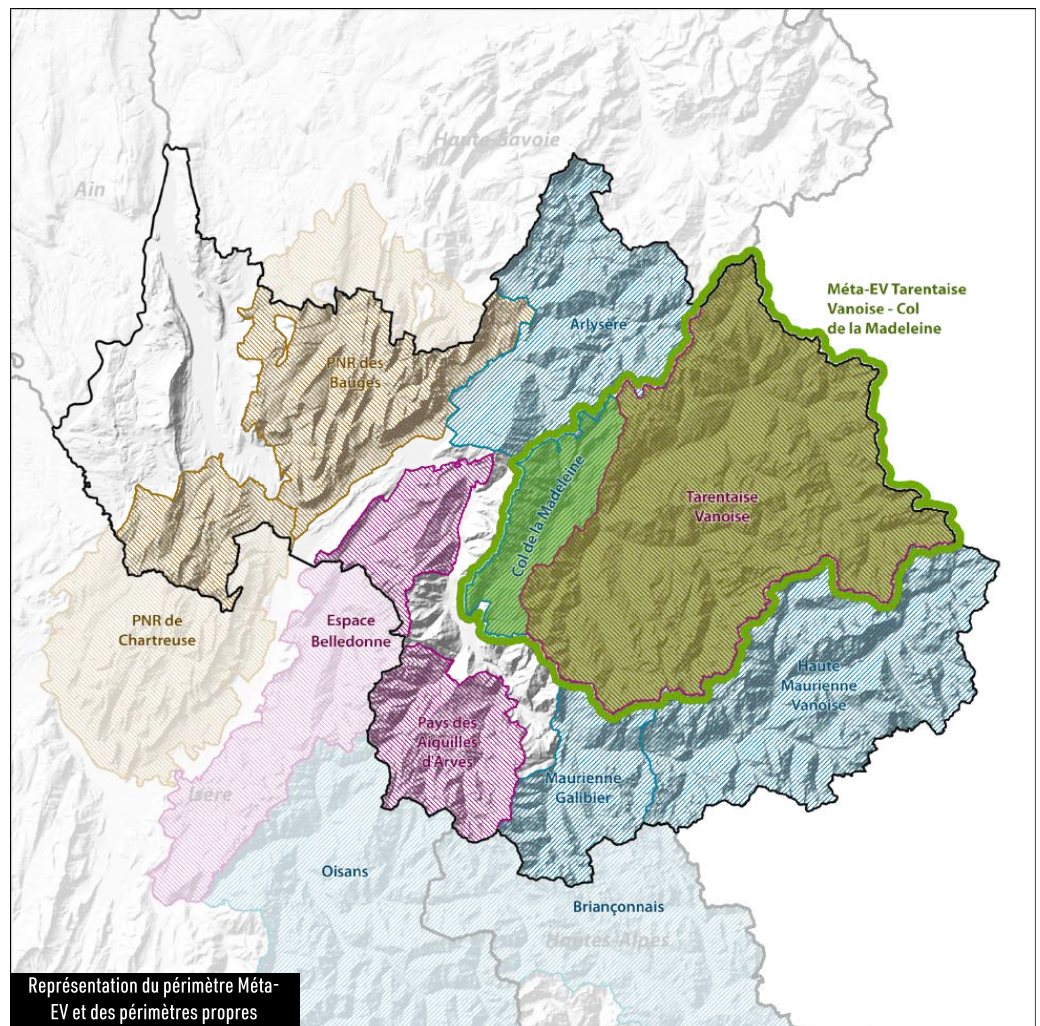 Haute-Savoie
Ain
Méta-EV Tarentaise
Vanoise - Col
de la Madeleine
Arlysère
PNR des
Bauges
Col de la Madeleine
Tarentaise
Vanoise
PNR de
Chartreuse
Espace
Belledonne
Haute
Maurienne
Vanoise
Pays des
Aiguilles
d'Arves
Maurienne
Galibier
Isère
Oisans
Briançonnais
Hautes-Alpes
Représentation du périmètre Méta-
EV et des périmètres propres